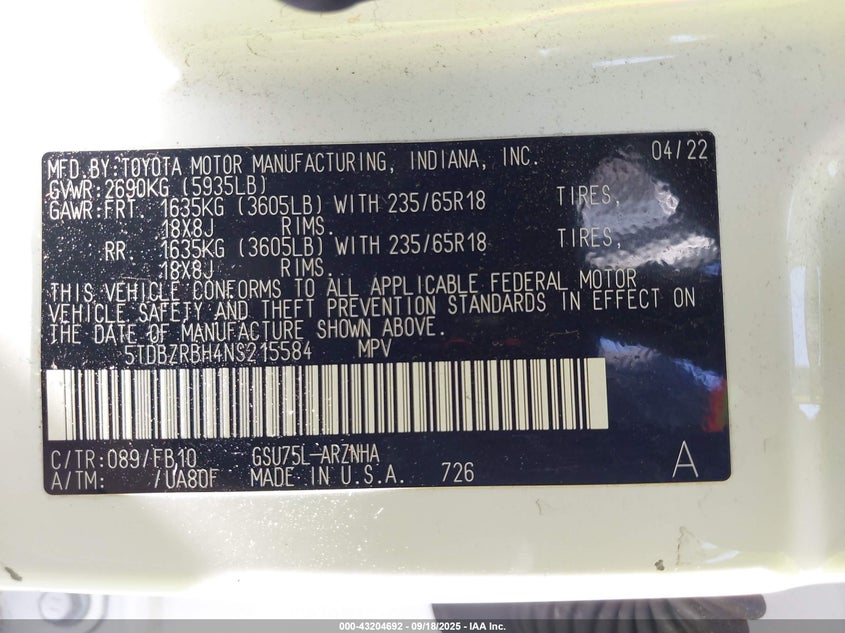 MFD.BY:TOYOTA MOTOR MANUFACTURING, INDIANA, INC. 04/22
GVWR:2690KG (5935LB)
GAWR:FRT. 1635KG (3605LB) WITH 235/65R18 TIRES,
18X8J RIMS.
RR 1635KG (3605LB) WITH 235/65R18 TIRES,
18X8J RIMS.
THIS VEHICLE CONFORMS TO ALL APPLICABLE FEDERAL MOTOR
VEHICLE SAFETY AND THEFT PREVENTION STANDARDS IN EFFECT ON
THE DATE OF MANUFACTURE SHOWN ABOVE.
5TDBZRBH4NS215584 MPV
C/TR:089/FB10 GSU75L-ARZNHA
A/TM: /UA80F MADE IN U.S.A. 726 A
000-43204692 - 09/18/2025 - IAA Inc.